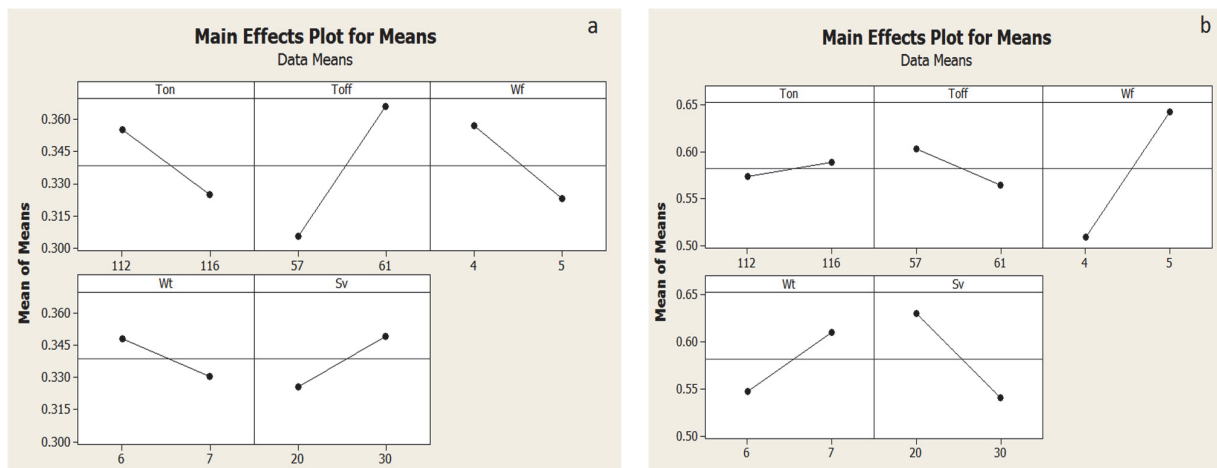 a
Main Effects Plot for Means
Data Means
Ton Toff Wf
0.360
0.345
0.330
0.315
0.300
112 116 57 61 4 5
Wt Sv
0.360
0.345
0.330
0.315
0.300
6 7 20 30
Mean of Means
b
Main Effects Plot for Means
Data Means
Ton Toff Wf
0.65
0.60
0.55
0.50
112 116 57 61 4 5
Wt Sv
0.65
0.60
0.55
0.50
6 7 20 30
Mean of Means